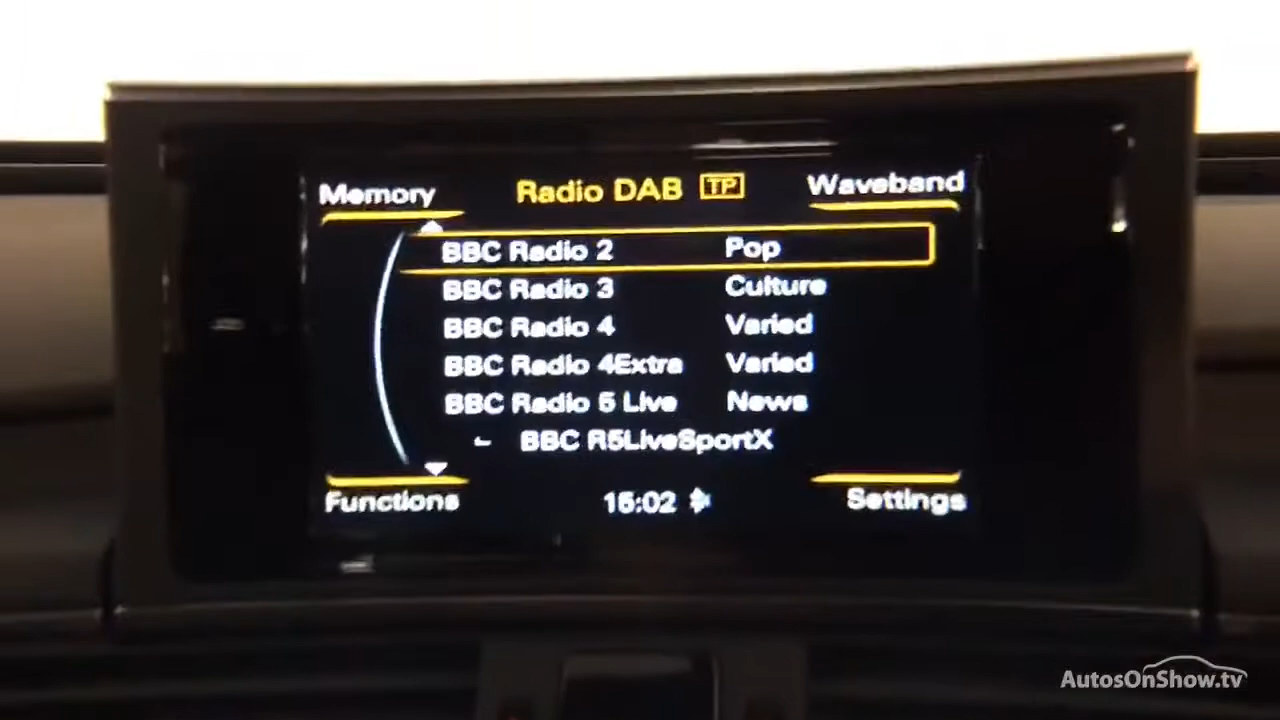 Memory Radio DAB TP Waveband
BBC Radio 2 Pop
BBC Radio 3 Culture
BBC Radio 4 Varied
BBC Radio 4Extra Varied
BBC Radio 5 Live News
BBC R5LiveSportX
Functions 15:02 Settings
AutosOnShow.tv